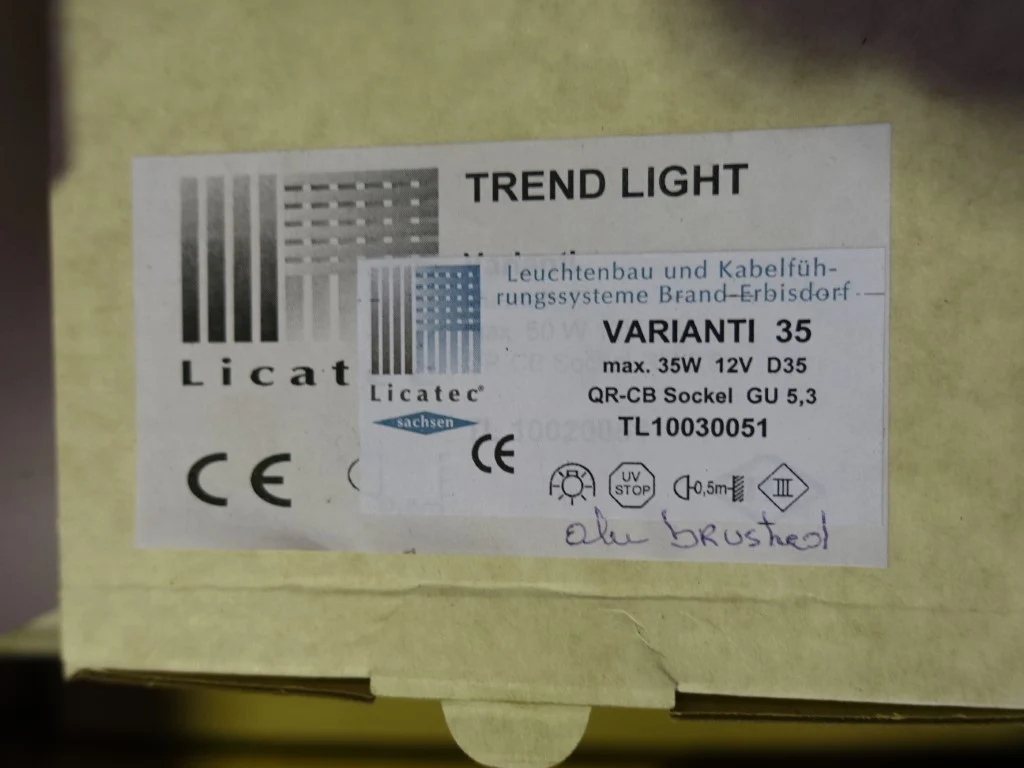 TREND LIGHT
Licat
CE
Varianti
Leuchtenbau und Kabelfüh-
rungssysteme Brand-Erbisdorf
VARIANTI 35
max. 35W 12V D35
QR-CB Sockel GU 5,3
TL10030051
Licatec®
sachsen
CE
UV
STOP
0,5m
III
alu brushed